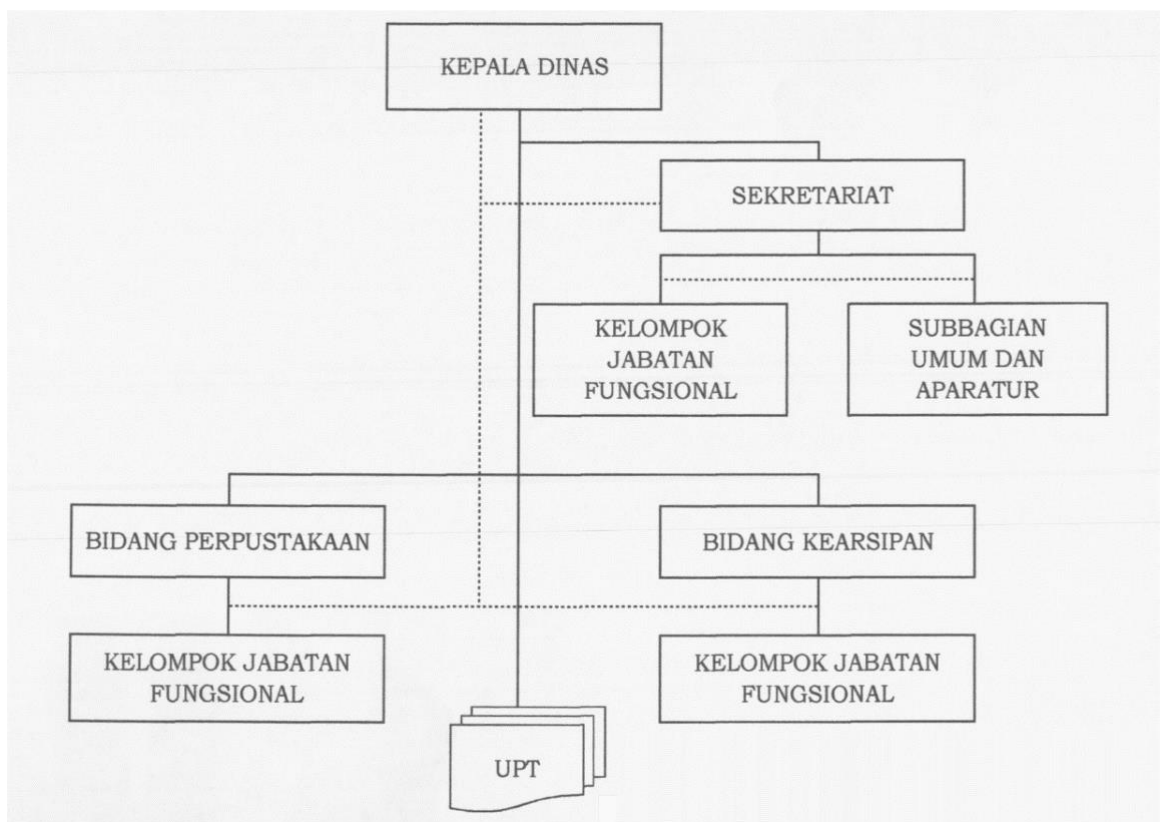 KEPALA DINAS
SEKRETARIAT
KELOMPOK
JABATAN
FUNGSIONAL
SUBBAGIAN
UMUM DAN
APARATUR
BIDANG PERPUSTAKAAN
BIDANG KEARSIPAN
KELOMPOK JABATAN
FUNGSIONAL
KELOMPOK JABATAN
FUNGSIONAL
UPT